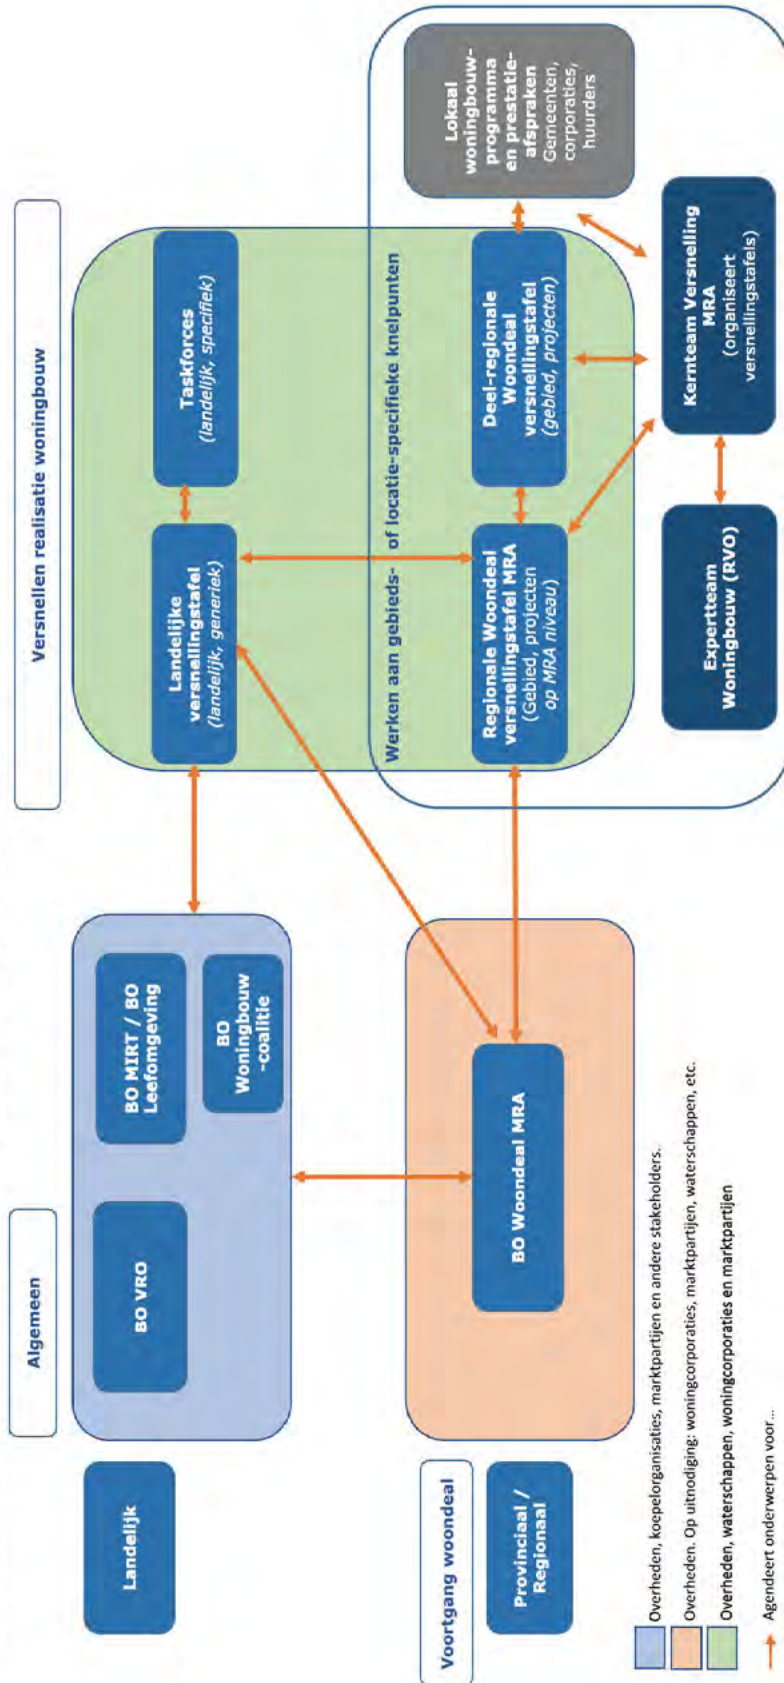 Algemeen
Versnellen realisatie woningbouw
Landelijk
BO VRO
BO MIRT / BO
Leefomgeving
BO
Woningbouw
-coalitie
Landelijke
versnellingstafel
(landelijk, generiek)
Taskforces
(landelijk, specifiek)
Werken aan gebieds- of locatie-specifieke knelpunten
Voortgang woondeal
Provinciaal /
Regionaal
BO Woondeal MRA
Regionale Woondeal
versnellingstafel MRA
(Gebied, projecten
op MRA niveau)
Deel-regionale
Woondeal
versnellingstafel
(gebied, projecten)
Lokaal
woningbouw-
programma
en prestatie-
afspraken
Gemeenten,
corporaties,
huurders
Expertteam
Woningbouw (RVO)
Kernteam Versnelling
MRA
(organiseert
versnellingstafels)
Overheden, koepelorganisaties, marktpartijen en andere stakeholders.
Overheden. Op uitnodiging: woningcorporaties, marktpartijen, waterschappen, etc.
Overheden, waterschappen, woningcorporaties en marktpartijen
Agendeert onderwerpen voor...